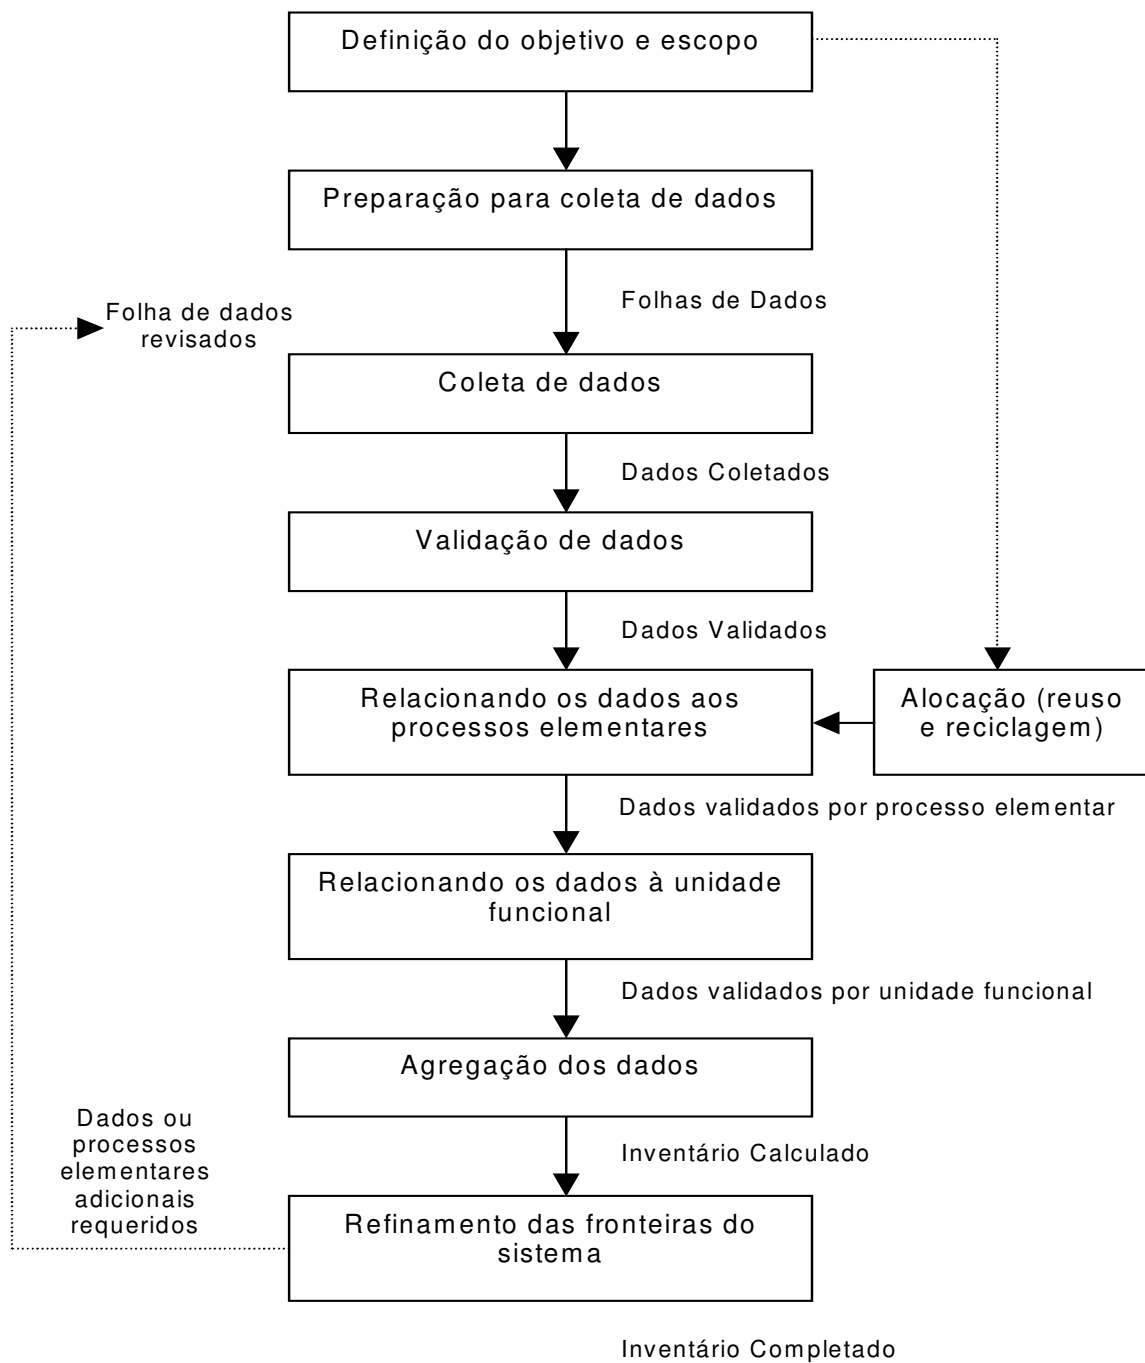 Definição do objetivo e escopo
Preparação para coleta de dados
Folhas de Dados
Folha de dados
revisados
Coleta de dados
Dados Coletados
Validação de dados
Dados Validados
Relacionando os dados aos
processos elementares
Alocação (reuso
e reciclagem)
Dados validados por processo elementar
Relacionando os dados à unidade
funcional
Dados validados por unidade funcional
Agregação dos dados
Dados ou
processos
elementares
adicionais
requeridos
Inventário Calculado
Refinamento das fronteiras do
sistema
Inventário Completado